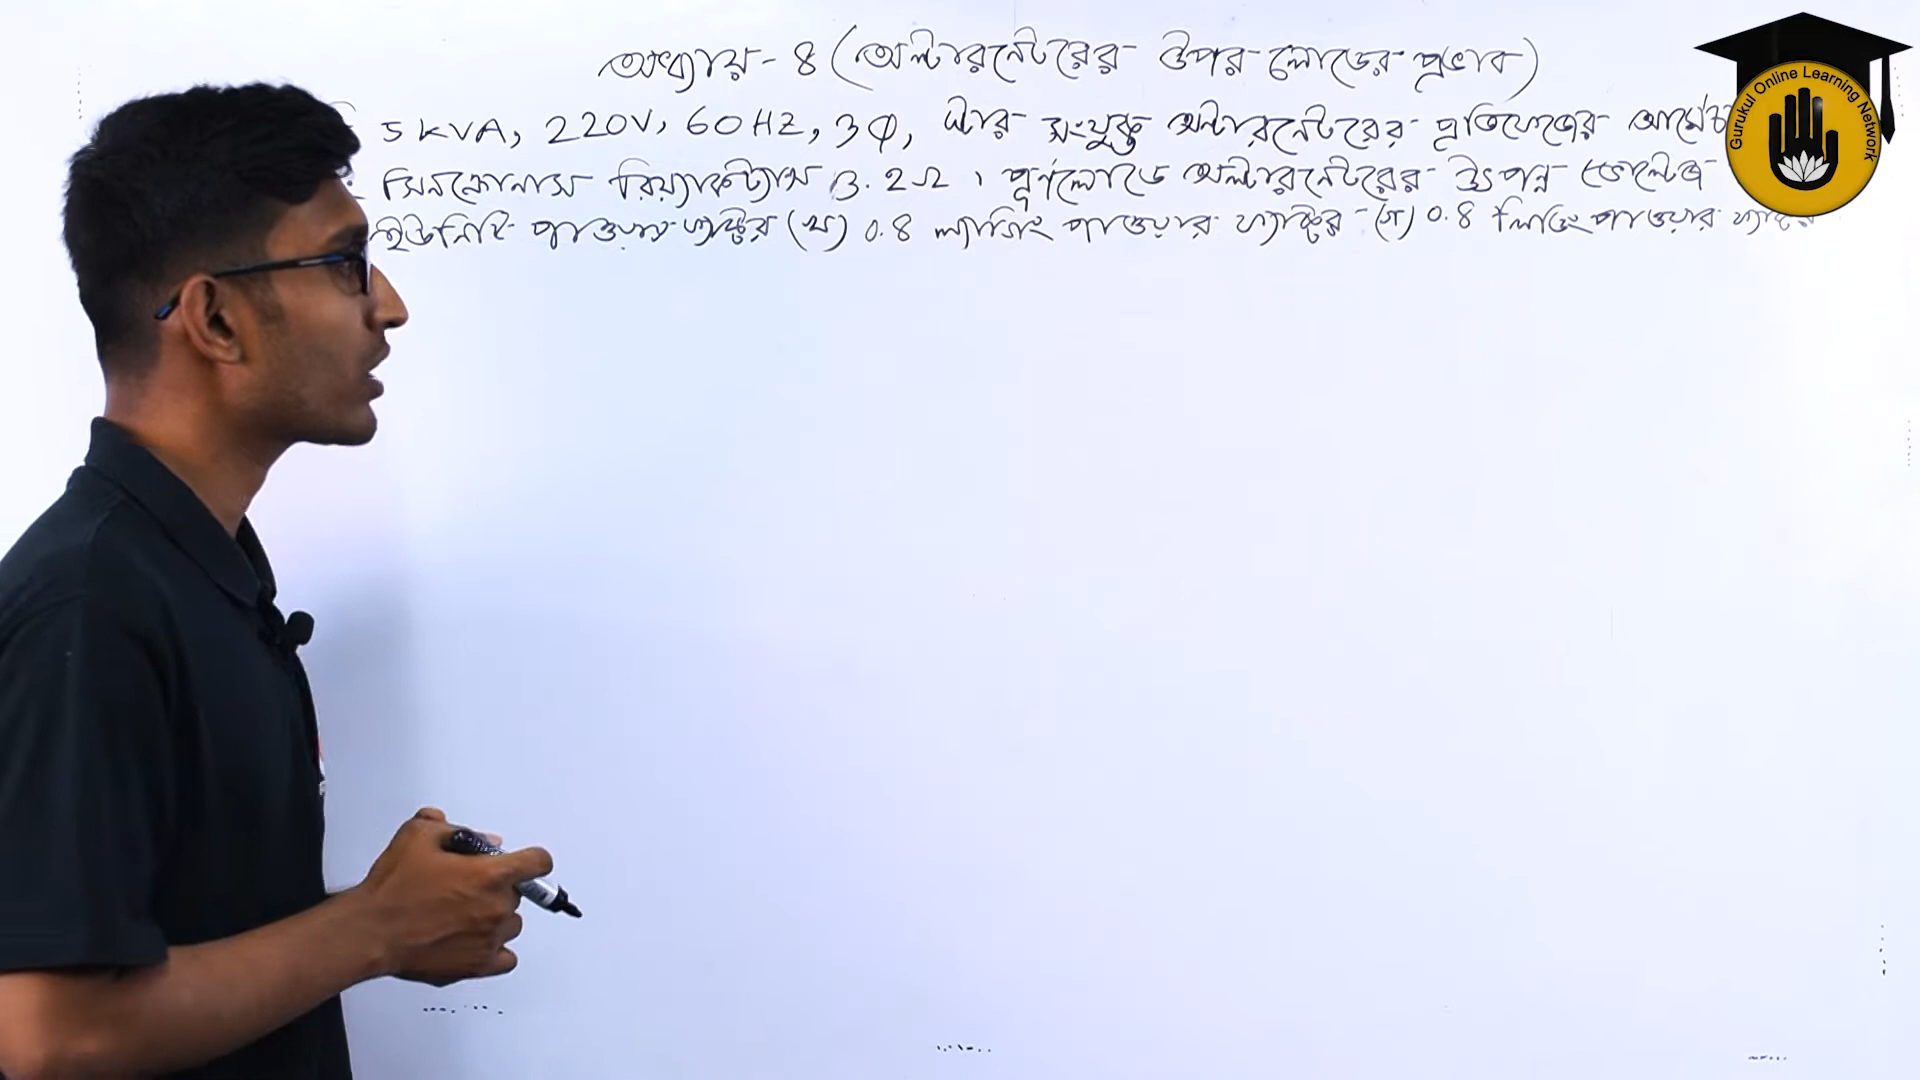 অধ্যায়-৪ (অল্টারনেটরের উপর লোডের প্রভাব)
5 KVA, 220V, 60 HZ, 3φ, স্টার সংযুক্ত অল্টারনেটরের প্রতিফেজের
সিনক্রোনাস রিয়্যাকট্যান্স 3.2Ω। পূর্ণলোডে অল্টারনেটরের উৎপন্ন ভোল্টেজ
ইউনিটি পাওয়ার ফ্যাক্টর (খ) 0.8 ল্যাগিং পাওয়ার ফ্যাক্টর (গ) 0.8 লিডিং পাওয়ার ফ্যাক্টর
Gurukul Online Learning Network